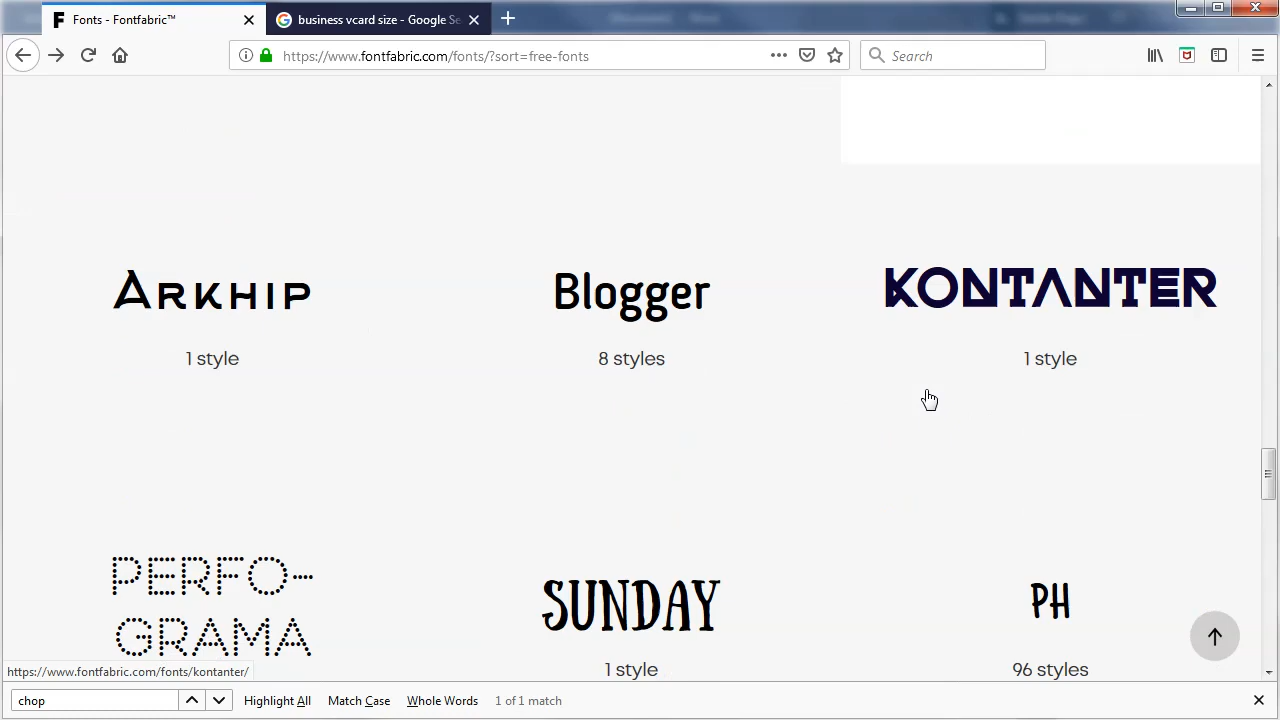 Fonts - Fontfabric™
business vcard size - Google Se
https://www.fontfabric.com/fonts/?sort=free-fonts
Search
ARKHIP
Blogger
KONTANTER
1 style
8 styles
1 style
PERFO-
GRAMA
SUNDAY
PH
1 style
96 styles
https://www.fontfabric.com/fonts/kontanter/
chop
Highlight All
Match Case
Whole Words
1 of 1 match